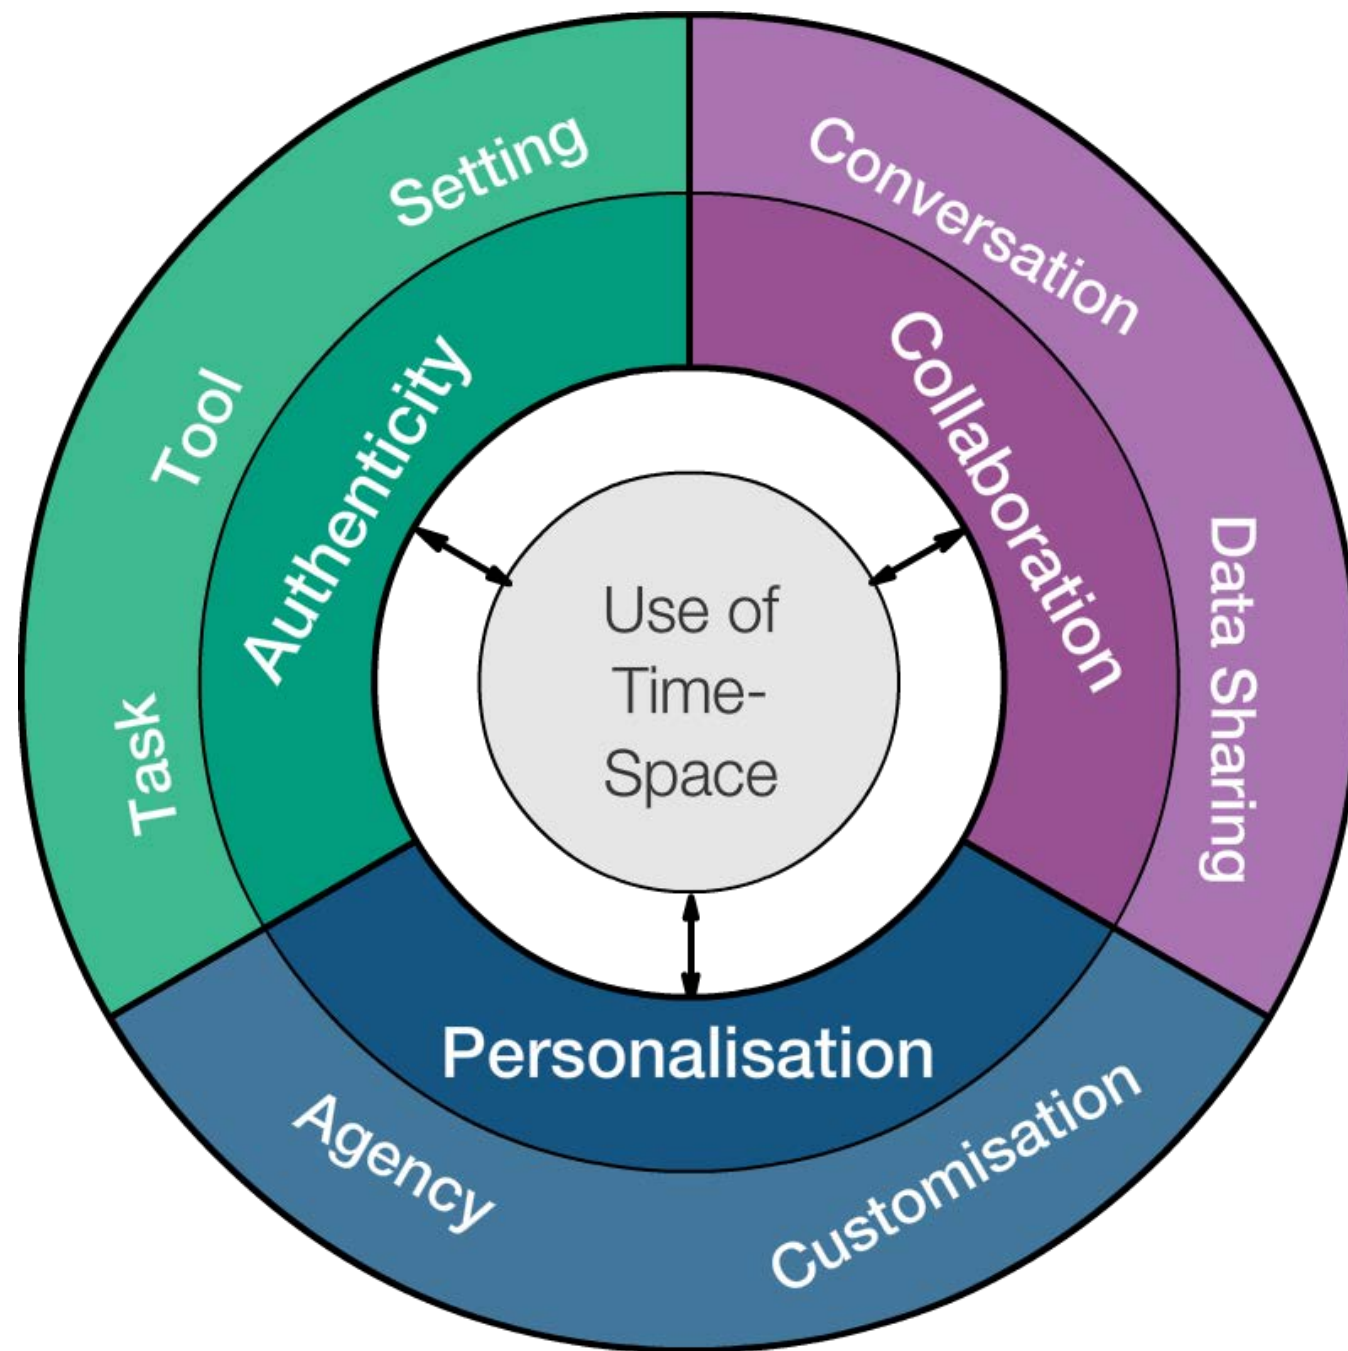 Setting
Tool
Task
Authenticity
Conversation
Data Sharing
Collaboration
Use of
Time-
Space
Personalisation
Agency
Customisation